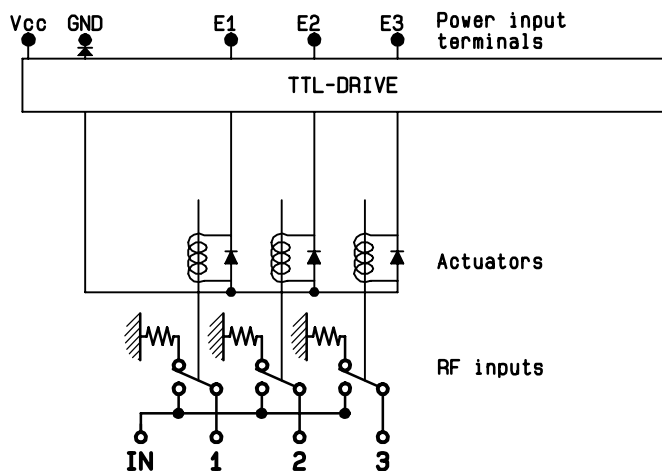 Vcc GND E1 E2 E3 Power input
terminals
TTL-DRIVE
Actuators
RF inputs
IN 1 2 3